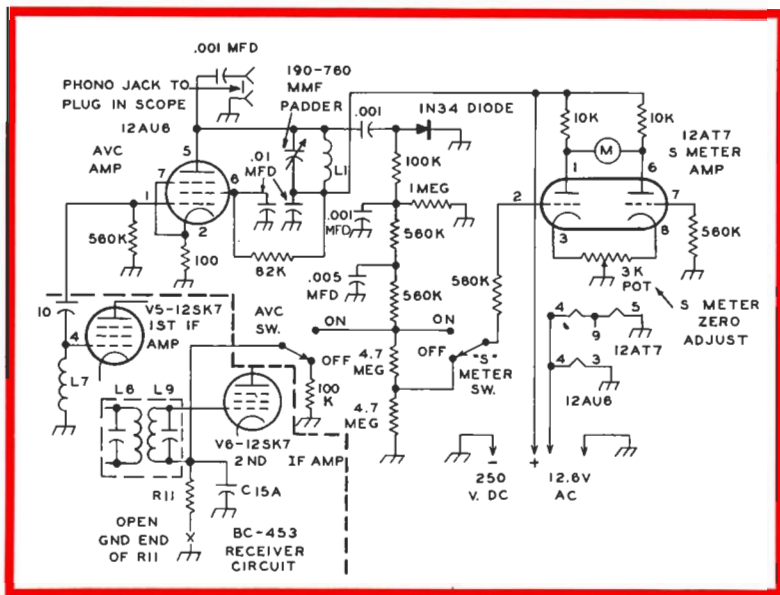 .001 MFD
PHONO JACK TO
PLUG IN SCOPE
190-760
MMF
PADDER
.001
1N34 DIODE
12AU6
AVC
AMP
5
7
1
6
2
.01
MFD
L1
100K
1MEG
.001
MFD
560K
100
82K
560K
.005
MFD
560K
10K
M
10K
12AT7
S METER
AMP
1
6
2
7
3
8
560K
560K
3K
POT
S METER
ZERO
ADJUST
10
4
V5-12SK7
1ST IF
AMP
L7
AVC
SW.
ON
OFF
100
K
4.7
MEG
4.7
MEG
ON
OFF
"S"
METER
SW.
4
5
9
12AT7
4
3
12AU6
L8
L9
V6-12SK7
2ND
IF AMP
R11
C15A
OPEN
GND END
OF R11
X
BC-453
RECEIVER
CIRCUIT
-
250
V. DC
+
12.6V
AC